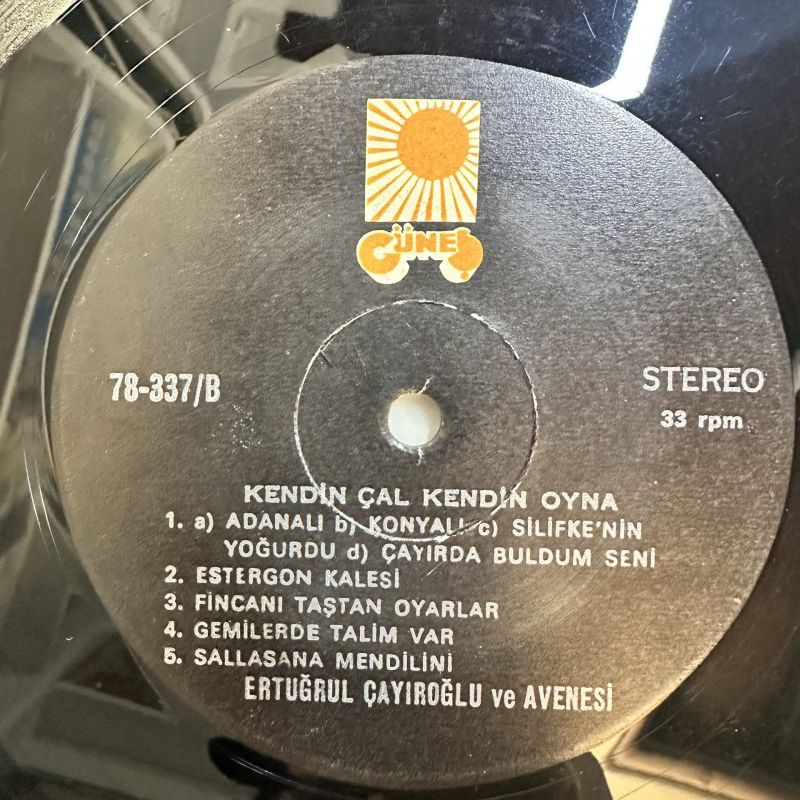 GÜNEŞ
78-337/B
STEREO
33 rpm
KENDİN ÇAL KENDİN OYNA
1. a) ADANALI b) KONYALI c) SİLİFKE'NİN
YOĞURDU d) ÇAYIRDA BULDUM SENİ
2. ESTERGON KALESİ
3. FİNCANI TAŞTAN OYARLAR
4. GEMİLERDE TALİM VAR
5. SALLASANA MENDİLİNİ
ERTUĞRUL ÇAYIROĞLU ve AVENESİ